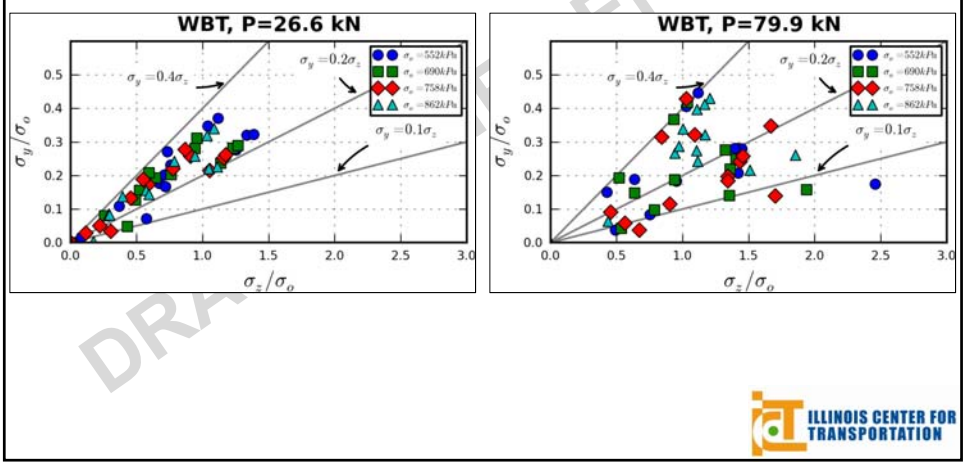 WBT, P=26.6 kN
σy/σo
0.5
0.4
0.3
0.2
0.1
0.0
0.0 0.5 1.0 1.5 2.0 2.5 3.0
σz/σo
σy=0.4σz
σy=0.2σz
σy=0.1σz
σo=552kPa
σo=690kPa
σo=758kPa
σo=862kPa
WBT, P=79.9 kN
σy/σo
0.5
0.4
0.3
0.2
0.1
0.0
0.0 0.5 1.0 1.5 2.0 2.5 3.0
σz/σo
σy=0.4σz
σy=0.2σz
σy=0.1σz
σo=552kPa
σo=690kPa
σo=758kPa
σo=862kPa
DRA
ILLINOIS CENTER FOR
TRANSPORTATION